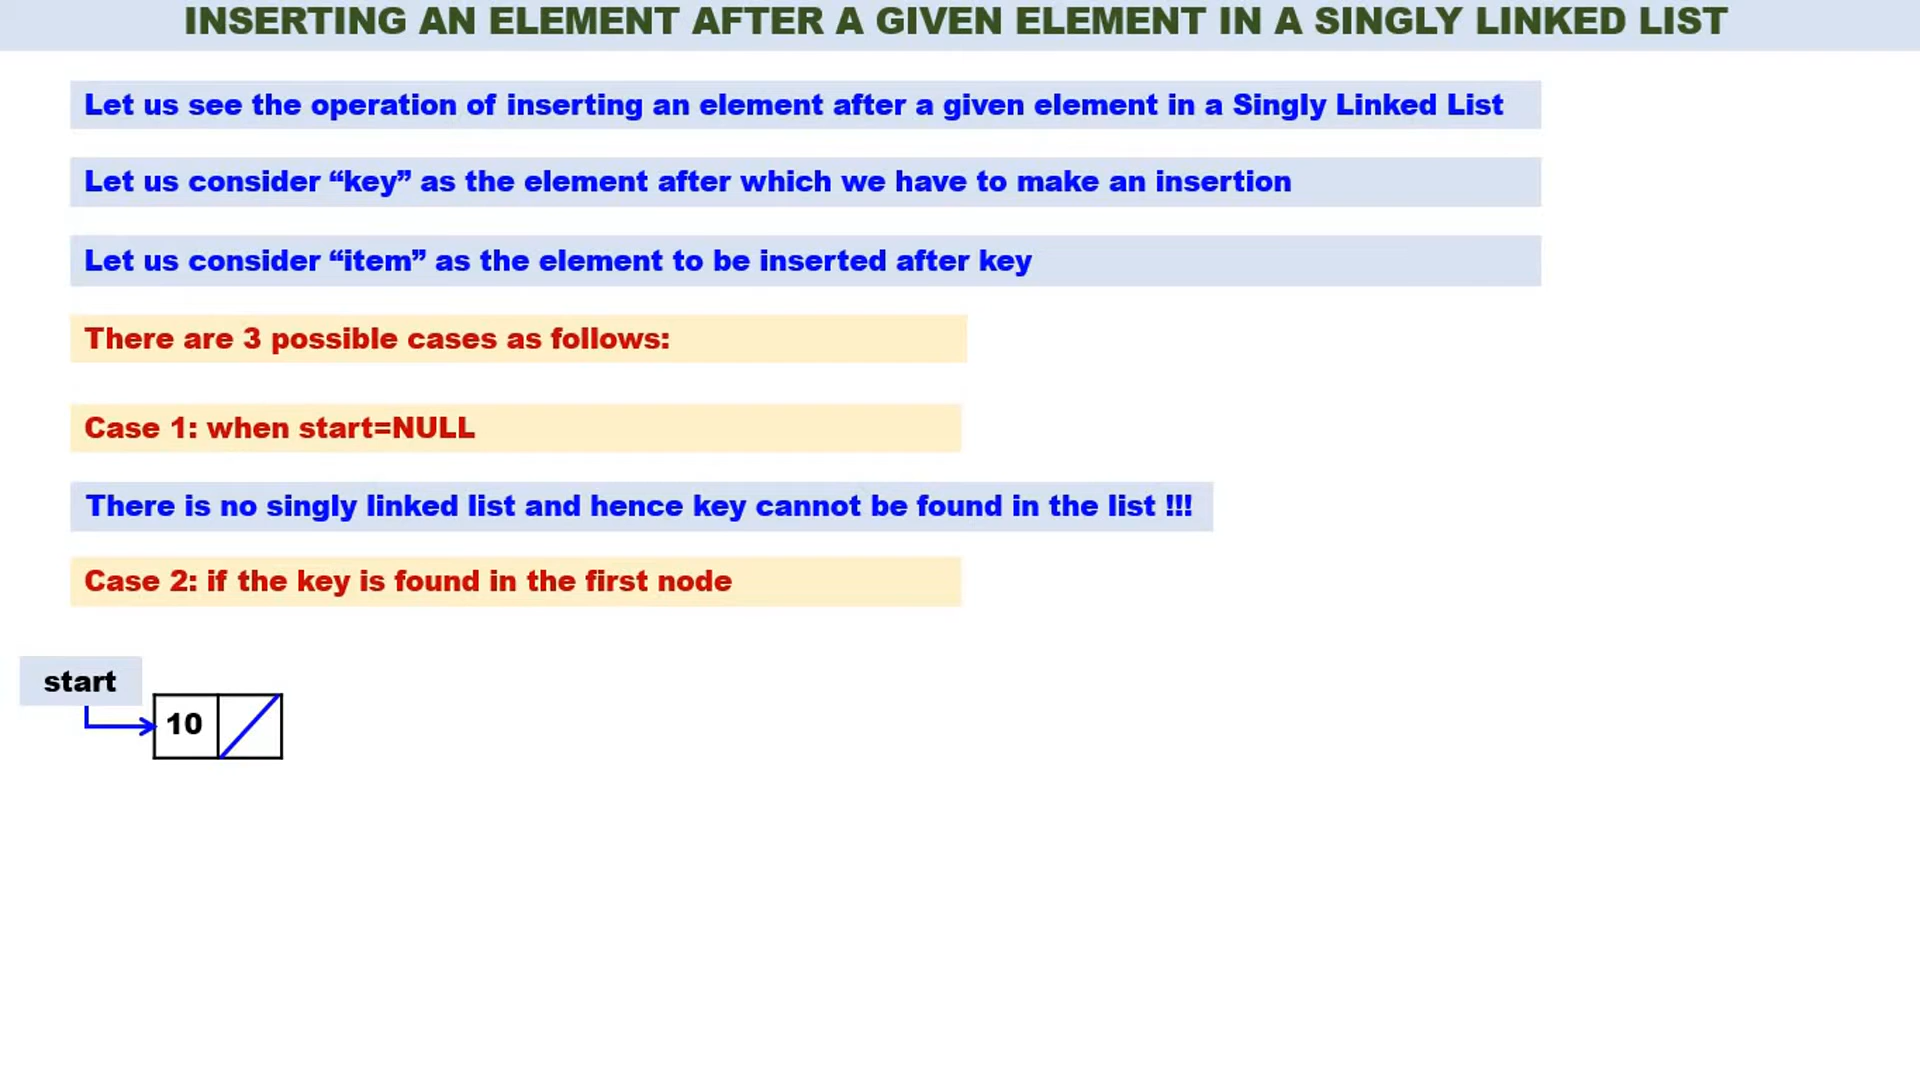 INSERTING AN ELEMENT AFTER A GIVEN ELEMENT IN A SINGLY LINKED LIST
Let us see the operation of inserting an element after a given element in a Singly Linked List
Let us consider “key” as the element after which we have to make an insertion
Let us consider “item” as the element to be inserted after key
There are 3 possible cases as follows:
Case 1: when start=NULL
There is no singly linked list and hence key cannot be found in the list !!!
Case 2: if the key is found in the first node
start
10